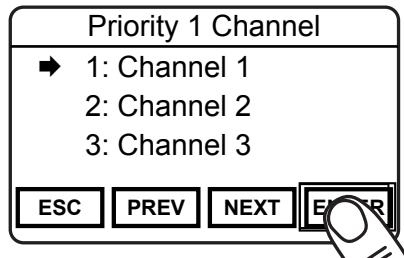 Priority 1 Channel
1: Channel 1
2: Channel 2
3: Channel 3
ESC PREV NEXT